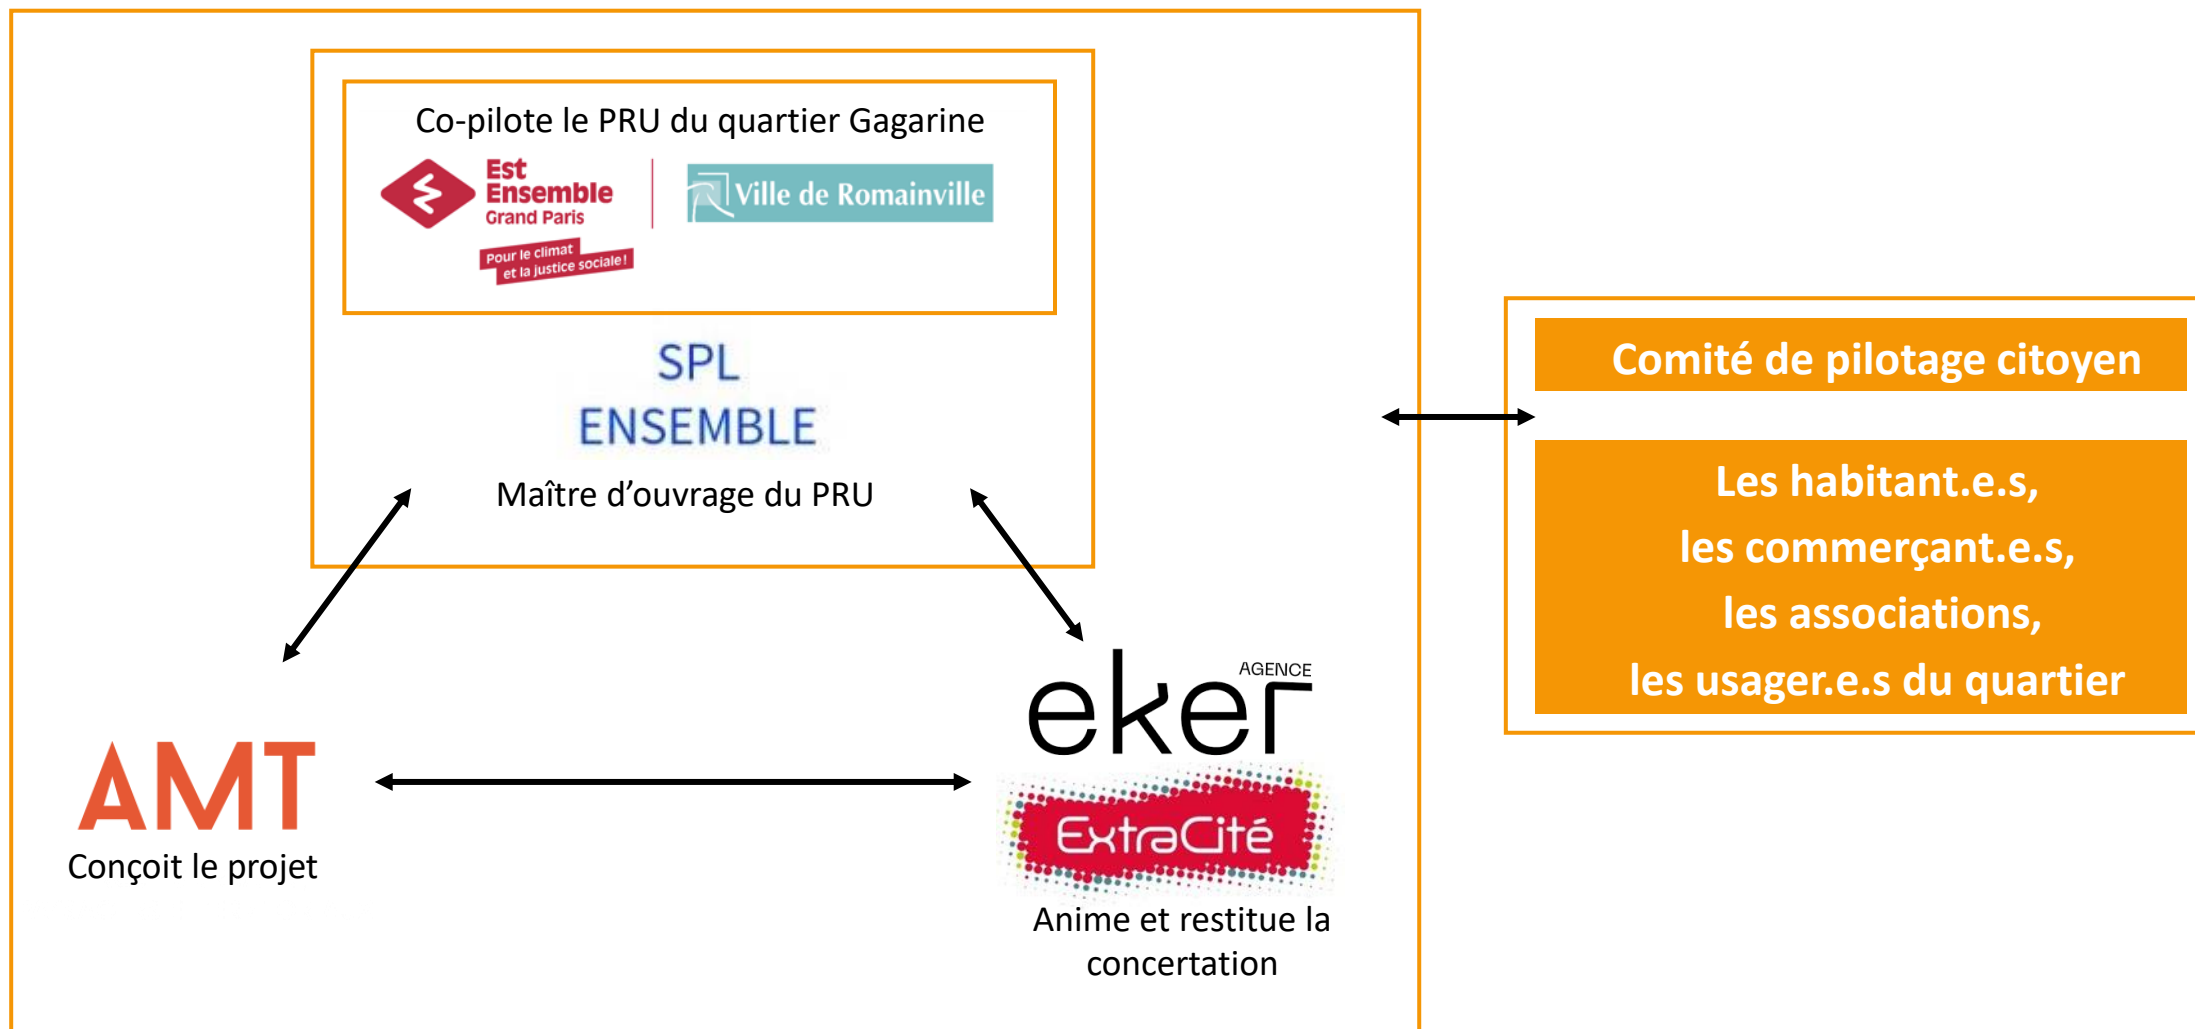 Co-pilote le PRU du quartier Gagarine
Est
Ensemble
Grand Paris
Pour le climat
et la justice sociale !
Ville de Romainville
SPL
ENSEMBLE
Maître d’ouvrage du PRU
AMT
Conçoit le projet
AGENCE
eker
ExtraCité
Anime et restitue la
concertation
Comité de pilotage citoyen
Les habitant.e.s,
les commerçant.e.s,
les associations,
les usager.e.s du quartier